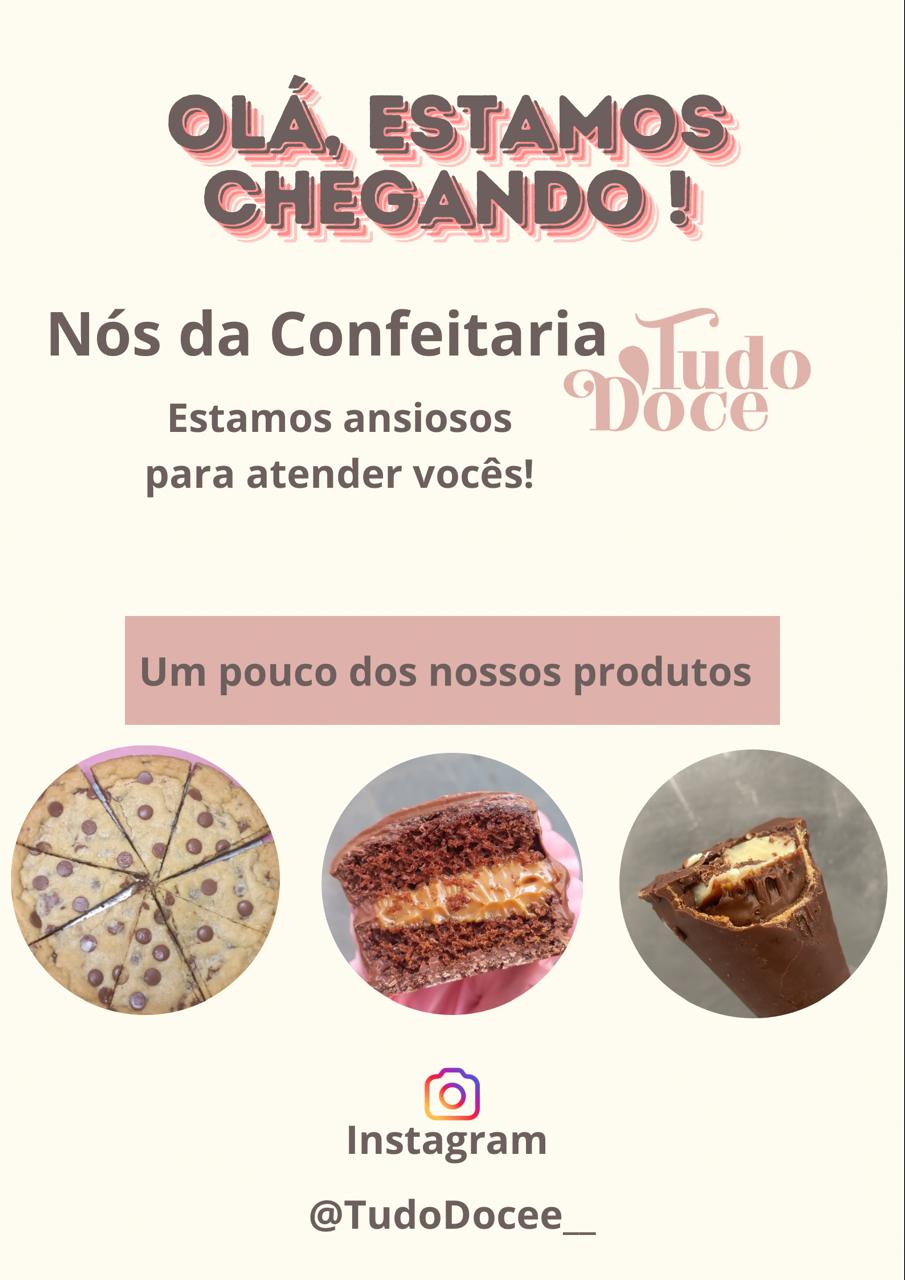 OLÁ, ESTAMOS
CHEGANDO !
Nós da Confeitaria
Tudo
Doce
Estamos ansiosos
para atender vocês!
Um pouco dos nossos produtos
Instagram
@TudoDocee__